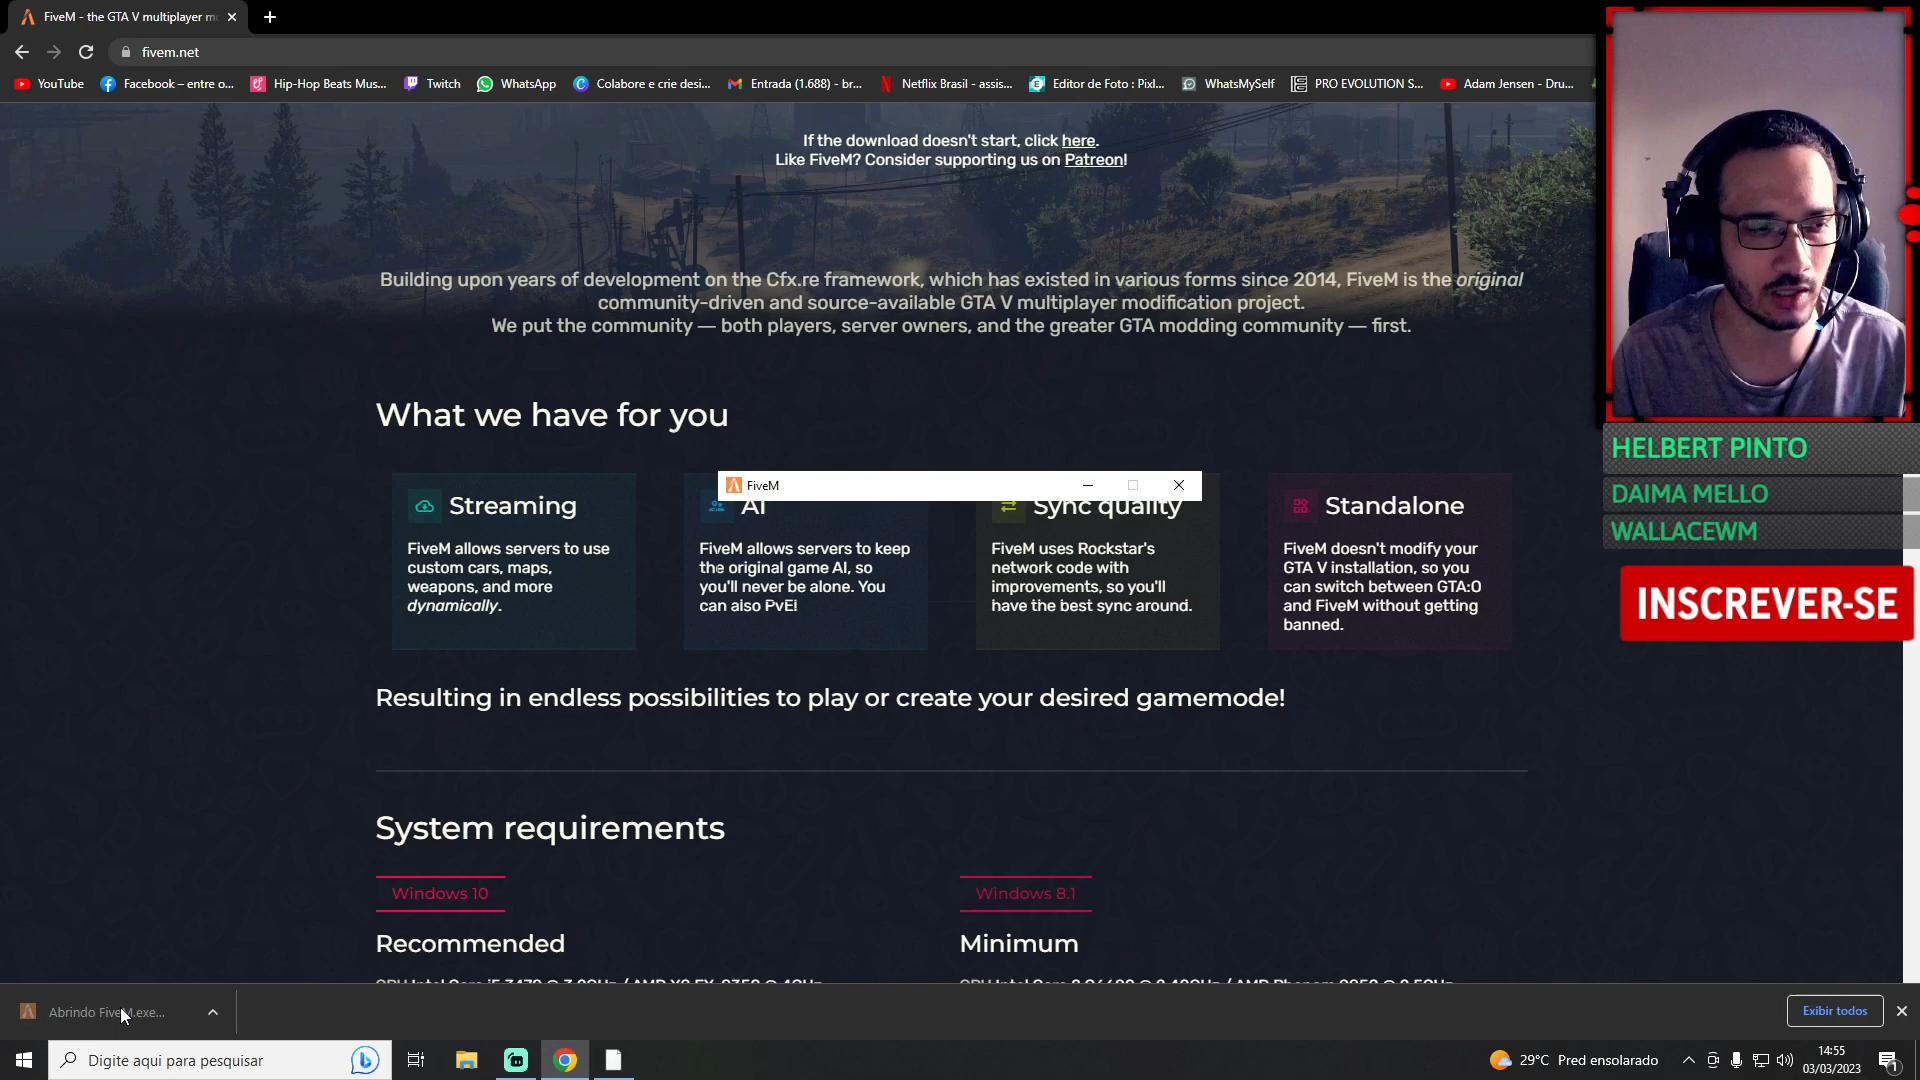 FiveM - the GTA V multiplayer m
fivem.net
YouTube
Facebook – entre o...
Hip-Hop Beats Mus...
Twitch
WhatsApp
Colabore e crie desi...
Entrada (1.688) - br...
Netflix Brasil - assis...
Editor de Foto : Pixl...
WhatsMySelf
PRO EVOLUTION S...
Adam Jensen - Dru...
If the download doesn't start, click here.
Like FiveM? Consider supporting us on Patreon!
Building upon years of development on the Cfx.re framework, which has existed in various forms since 2014, FiveM is the original
community-driven and source-available GTA V multiplayer modification project.
We put the community — both players, server owners, and the greater GTA modding community — first.
What we have for you
FiveM
Streaming
FiveM allows servers to use
custom cars, maps,
weapons, and more
dynamically.
AI
FiveM allows servers to keep
the original game AI, so
you'll never be alone. You
can also PvE!
Sync quality
FiveM uses Rockstar's
network code with
improvements, so you'll
have the best sync around.
Standalone
FiveM doesn't modify your
GTA V installation, so you
can switch between GTA:O
and FiveM without getting
banned.
Resulting in endless possibilities to play or create your desired gamemode!
System requirements
Windows 10
Recommended
Windows 8.1
Minimum
HELBERT PINTO
DAIMA MELLO
WALLACEWM
INSCREVER-SE
Abrindo FiveM.exe...
Exibir todos
Digite aqui para pesquisar
29°C Pred ensolarado
14:55
03/03/2023
1